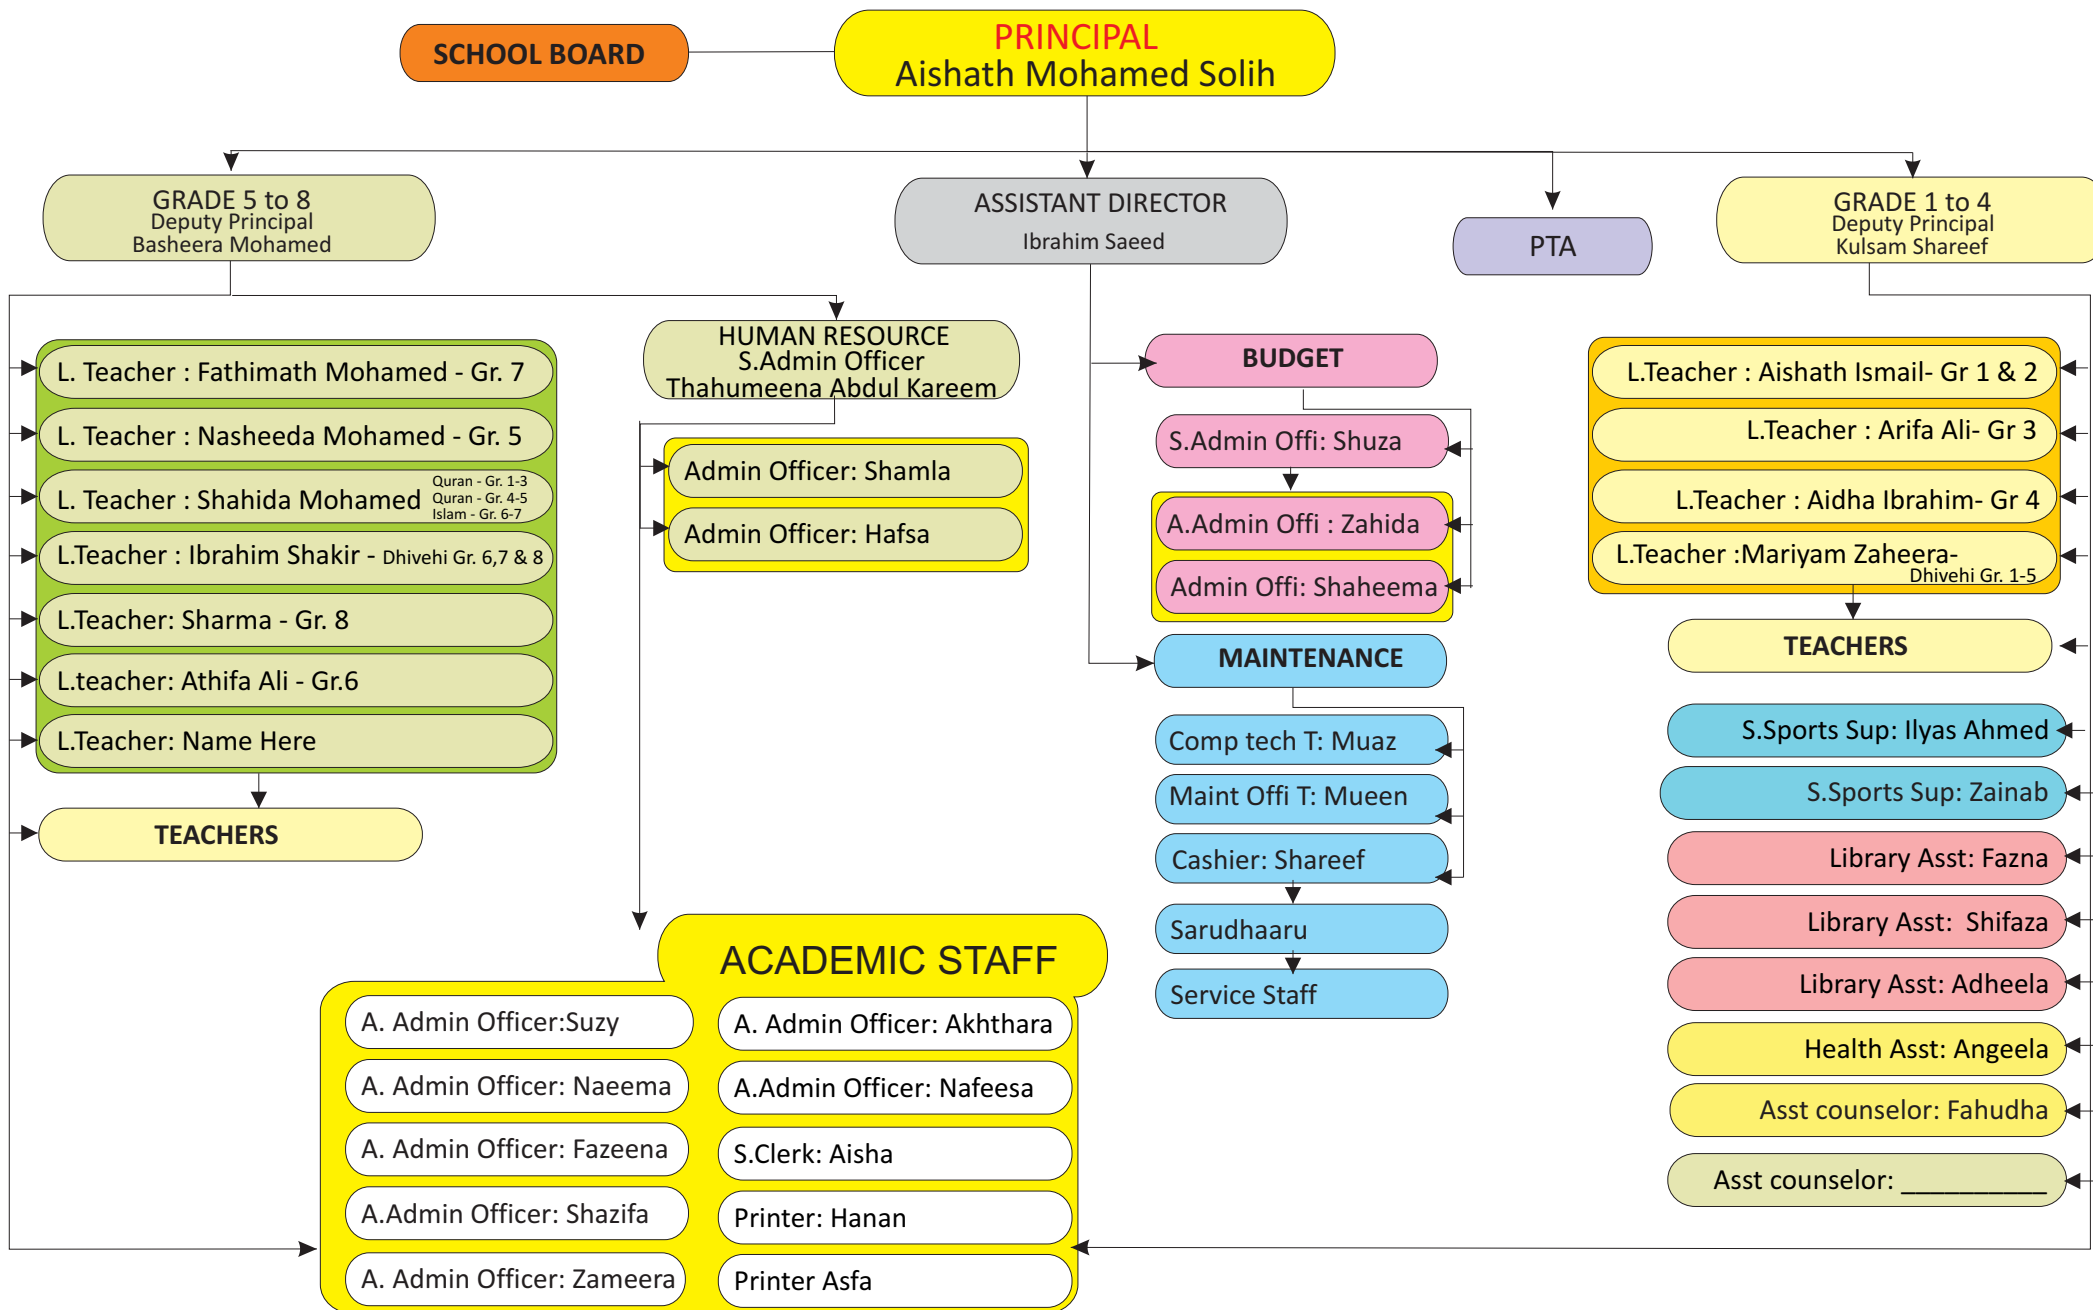 SCHOOL BOARD
PRINCIPAL
Aishath Mohamed Solih
GRADE 5 to 8
Deputy Principal
Basheera Mohamed
ASSISTANT DIRECTOR
Ibrahim Saeed
PTA
GRADE 1 to 4
Deputy Principal
Kulsam Shareef
L. Teacher : Fathimath Mohamed - Gr. 7
L. Teacher : Nasheeda Mohamed - Gr. 5
L. Teacher : Shahida Mohamed
Quran - Gr. 1-3
Quran - Gr. 4-5
Islam - Gr. 6-7
L.Teacher : Ibrahim Shakir - Dhivehi Gr. 6,7 & 8
L.Teacher: Sharma - Gr. 8
L.teacher: Athifa Ali - Gr.6
L.Teacher: Name Here
TEACHERS
HUMAN RESOURCE
S.Admin Officer
Thahumeena Abdul Kareem
Admin Officer: Shamla
Admin Officer: Hafsa
BUDGET
S.Admin Offi: Shuza
A.Admin Offi : Zahida
Admin Offi: Shaheema
MAINTENANCE
Comp tech T: Muaz
Maint Offi T: Mueen
Cashier: Shareef
Sarudhaaru
Service Staff
L.Teacher : Aishath Ismail- Gr 1 & 2
L.Teacher : Arifa Ali- Gr 3
L.Teacher : Aidha Ibrahim- Gr 4
L.Teacher :Mariyam Zaheera-
Dhivehi Gr. 1-5
TEACHERS
S.Sports Sup: Ilyas Ahmed
S.Sports Sup: Zainab
Library Asst: Fazna
Library Asst:  Shifaza
Library Asst: Adheela
Health Asst: Angeela
Asst counselor: Fahudha
Asst counselor: __________
ACADEMIC STAFF
A. Admin Officer:Suzy
A. Admin Officer: Naeema
A. Admin Officer: Fazeena
A.Admin Officer: Shazifa
A. Admin Officer: Zameera
A. Admin Officer: Akhthara
A.Admin Officer: Nafeesa
S.Clerk: Aisha
Printer: Hanan
Printer Asfa